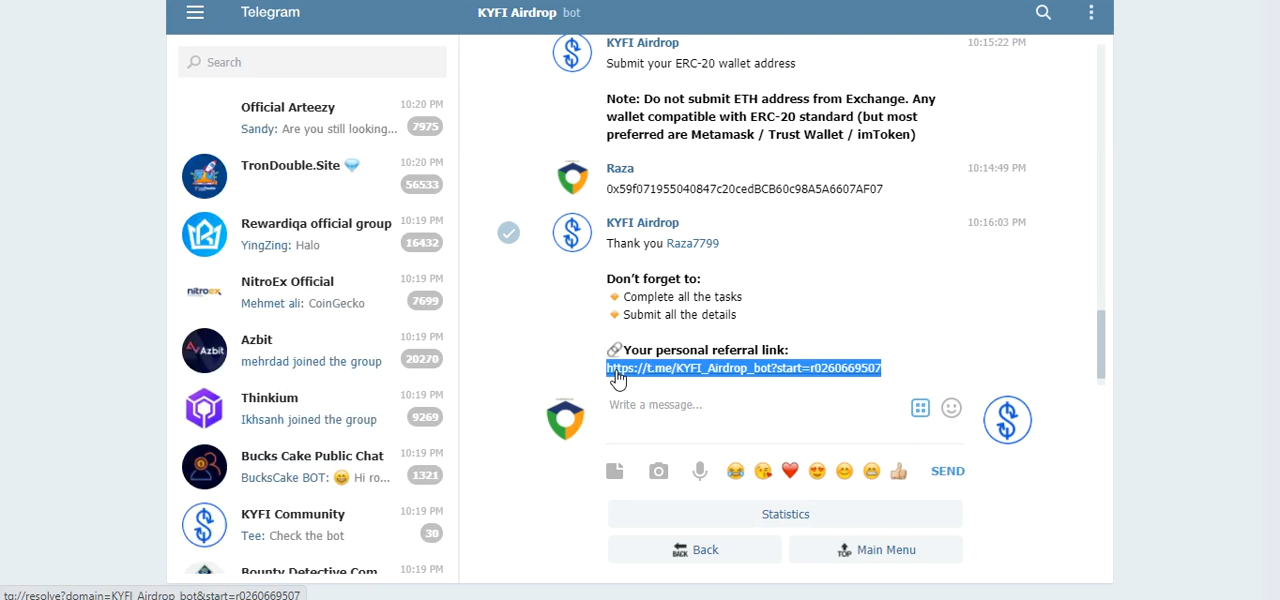 Telegram
KYFI Airdrop bot
Search
Official Arteezy 10:20 PM
Sandy: Are you still looking... 7975
TronDouble.Site 💎 10:20 PM
56533
Rewardiqa official group 10:19 PM
YingZing: Halo 16432
NitroEx Official 10:19 PM
Mehmet ali: CoinGecko 7699
nitroex
Azbit 10:19 PM
mehrdad joined the group 20270
Azbit
Thinkium 10:19 PM
Ikhsanh joined the group 9269
Bucks Cake Public Chat 10:19 PM
BucksCake BOT: 😄 Hi ro... 1321
KYFI Community 10:19 PM
Tee: Check the bot 30
Bounty Detective Com 10:19 PM
KYFI Airdrop 10:15:22 PM
Submit your ERC-20 wallet address
Note: Do not submit ETH address from Exchange. Any
wallet compatible with ERC-20 standard (but most
preferred are Metamask / Trust Wallet / imToken)
Raza 10:14:49 PM
0x59f071955040847c20cedBCB60c98A5A6607AF07
KYFI Airdrop 10:16:03 PM
Thank you Raza7799
Don’t forget to:
🔸Complete all the tasks
🔸Submit all the details
🔗Your personal referral link:
https://t.me/KYFI_Airdrop_bot?start=r0260669507
Write a message...
😂 😘 ❤️ 😍 😊 😁 👍 SEND
Statistics
🔙 Back
🔝 Main Menu
tg://resolve?domain=KYFI_Airdrop_bot&start=r0260669507